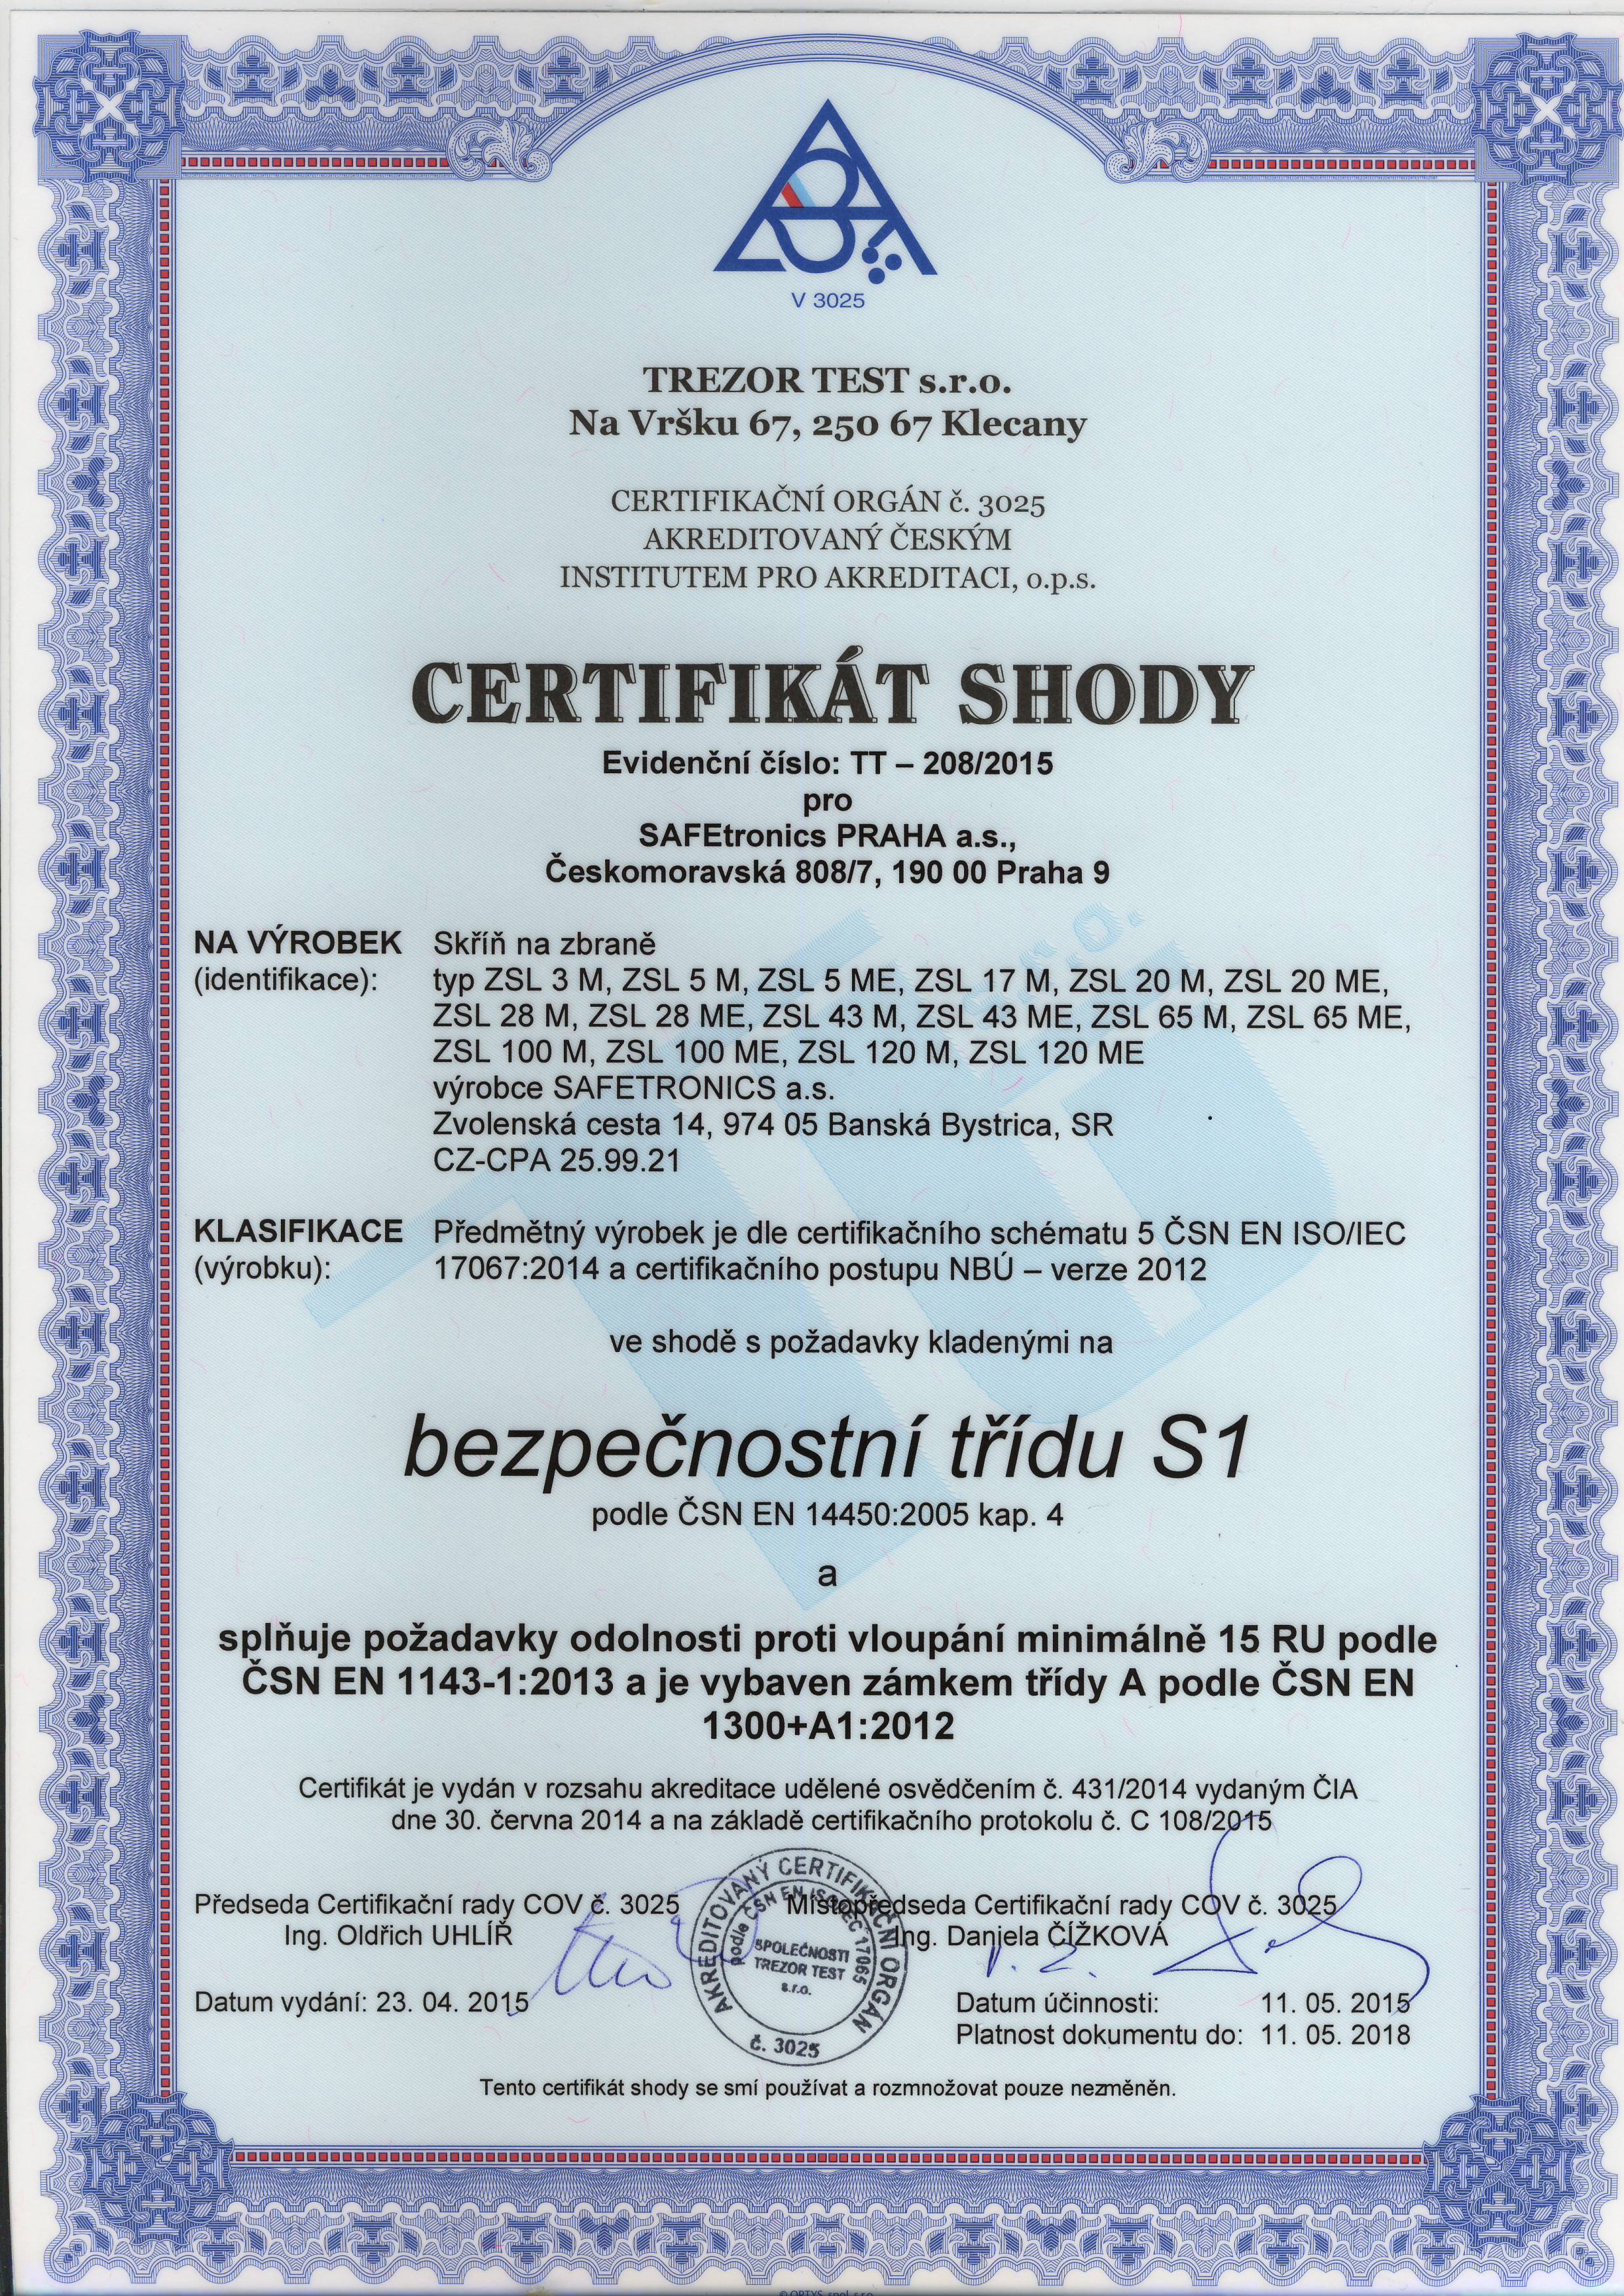 V 3025
TREZOR TEST s.r.o.
Na Vršku 67, 250 67 Klecany
CERTIFIKAČNÍ ORGÁN č. 3025
AKREDITOVANÝ ČESKÝM
INSTITUTEM PRO AKREDITACI, o.p.s.
CERTIFIKÁT SHODY
Evidenční číslo: TT – 208/2015
pro
SAFEtronics PRAHA a.s.,
Českomoravská 808/7, 190 00 Praha 9
NA VÝROBEK Skříň na zbraně
(identifikace): typ ZSL 3 M, ZSL 5 M, ZSL 5 ME, ZSL 17 M, ZSL 20 M, ZSL 20 ME,
ZSL 28 M, ZSL 28 ME, ZSL 43 M, ZSL 43 ME, ZSL 65 M, ZSL 65 ME,
ZSL 100 M, ZSL 100 ME, ZSL 120 M, ZSL 120 ME
výrobce SAFETRONICS a.s.
Zvolenská cesta 14, 974 05 Banská Bystrica, SR
CZ-CPA 25.99.21
KLASIFIKACE Předmětný výrobek je dle certifikačního schématu 5 ČSN EN ISO/IEC
(výrobku): 17067:2014 a certifikačního postupu NBÚ – verze 2012
ve shodě s požadavky kladenými na
bezpečnostní třídu S1
podle ČSN EN 14450:2005 kap. 4
a
splňuje požadavky odolnosti proti vloupání minimálně 15 RU podle
ČSN EN 1143-1:2013 a je vybaven zámkem třídy A podle ČSN EN
1300+A1:2012
Certifikát je vydán v rozsahu akreditace udělené osvědčením č. 431/2014 vydaným ČIA
dne 30. června 2014 a na základě certifikačního protokolu č. C 108/2015
Předseda Certifikační rady COV č. 3025 Místopředseda Certifikační rady COV č. 3025
Ing. Oldřich UHLÍŘ Ing. Daniela ČÍŽKOVÁ
AKREDITOVANÝ CERTIFIKAČNÍ ORGÁN
podle ČSN EN ISO/IEC 17065
SPOLEČNOSTI
TREZOR TEST
s.r.o.
č. 3025
Datum vydání: 23. 04. 2015 Datum účinnosti: 11. 05. 2015
Platnost dokumentu do: 11. 05. 2018
Tento certifikát shody se smí používat a rozmnožovat pouze nezměněn.